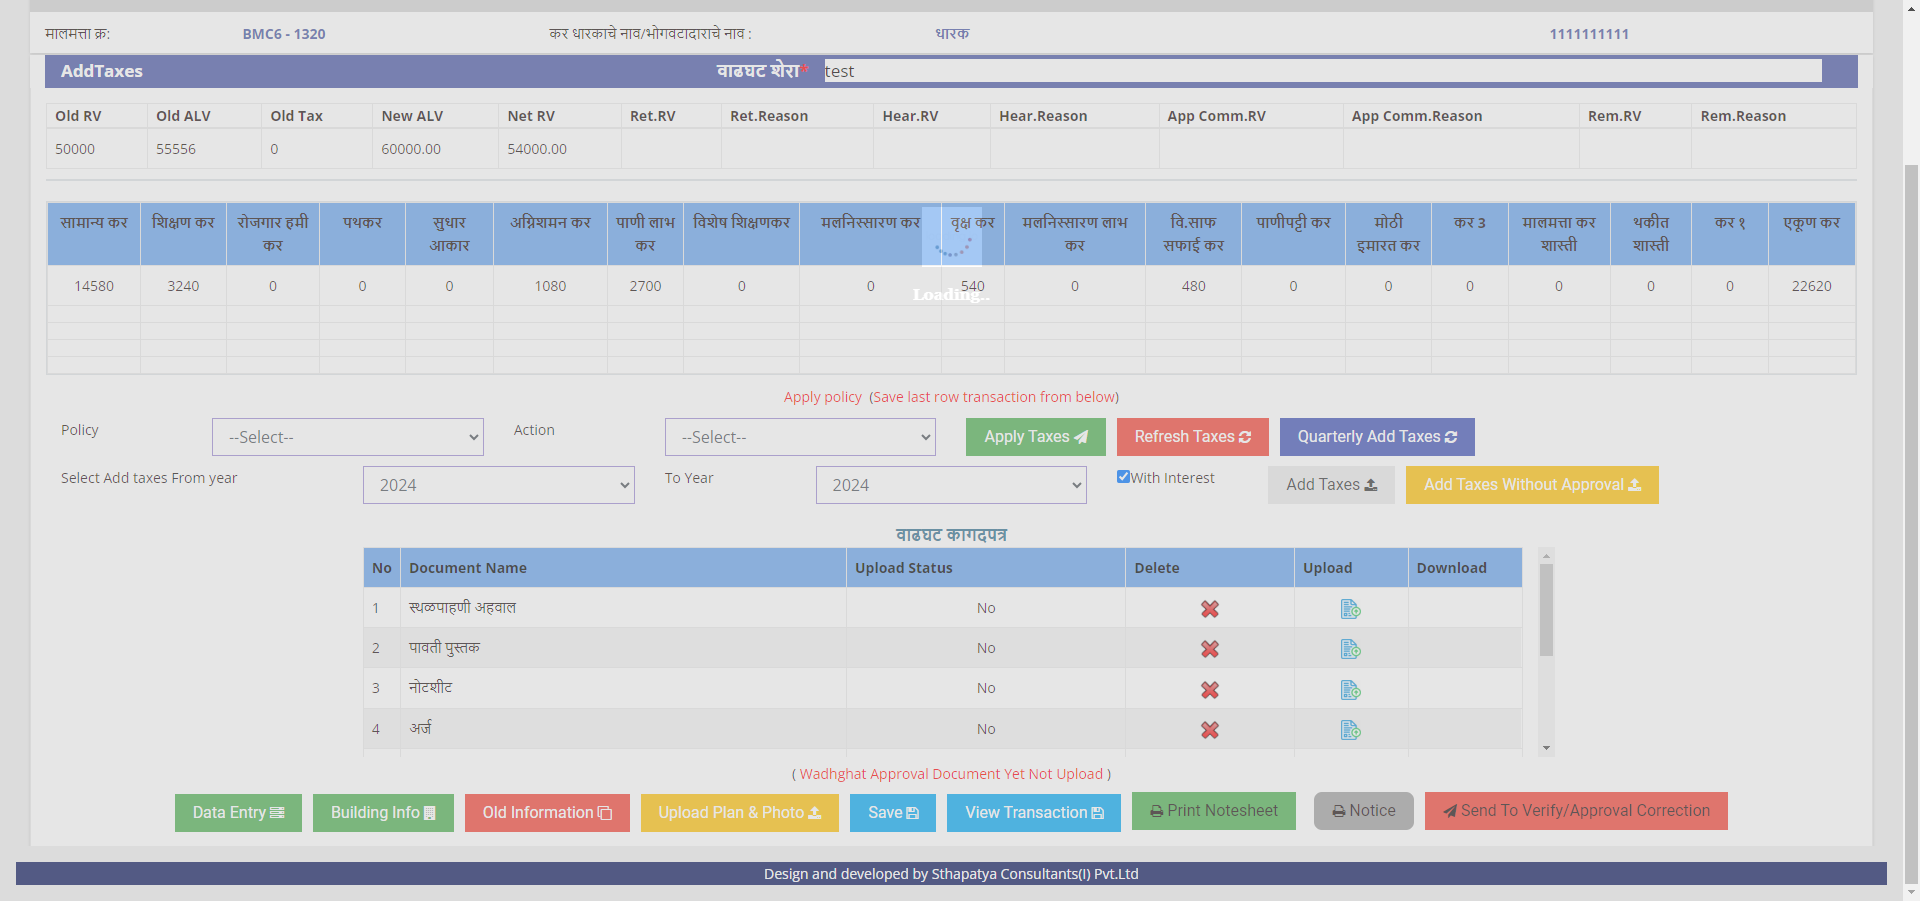 मालमत्ता क्र: BMC6 - 1320 कर धारकाचे नाव/भोगवटादाराचे नाव : धारक 1111111111
AddTaxes वाढघट शेरा* test
Old RV Old ALV Old Tax New ALV Net RV Ret.RV Ret.Reason Hear.RV Hear.Reason App Comm.RV App Comm.Reason Rem.RV Rem.Reason
50000 55556 0 60000.00 54000.00
सामान्य कर शिक्षण कर रोजगार हमी कर पथकर सुधार आकार अग्निशमन कर पाणी लाभ कर विशेष शिक्षणकर मलनिस्सारण कर वृक्ष कर मलनिस्सारण लाभ कर वि.साफ सफाई कर पाणीपट्टी कर मोठी इमारत कर कर 3 मालमत्ता कर शास्ती थकीत शास्ती कर १ एकूण कर
14580 3240 0 0 0 1080 2700 0 0 540 0 480 0 0 0 0 0 0 22620
Loading..
Apply policy (Save last row transaction from below)
Policy --Select-- Action --Select-- Apply Taxes Refresh Taxes Quarterly Add Taxes
Select Add taxes From year 2024 To Year 2024 With Interest Add Taxes Add Taxes Without Approval
वाढघट कागदपत्र
No Document Name Upload Status Delete Upload Download
1 स्थळपाहणी अहवाल No
2 पावती पुस्तक No
3 नोटशीट No
4 अर्ज No
( Wadhghat Approval Document Yet Not Upload )
Data Entry Building Info Old Information Upload Plan & Photo Save View Transaction Print Notesheet Notice Send To Verify/Approval Correction
Design and developed by Sthapatya Consultants(I) Pvt.Ltd